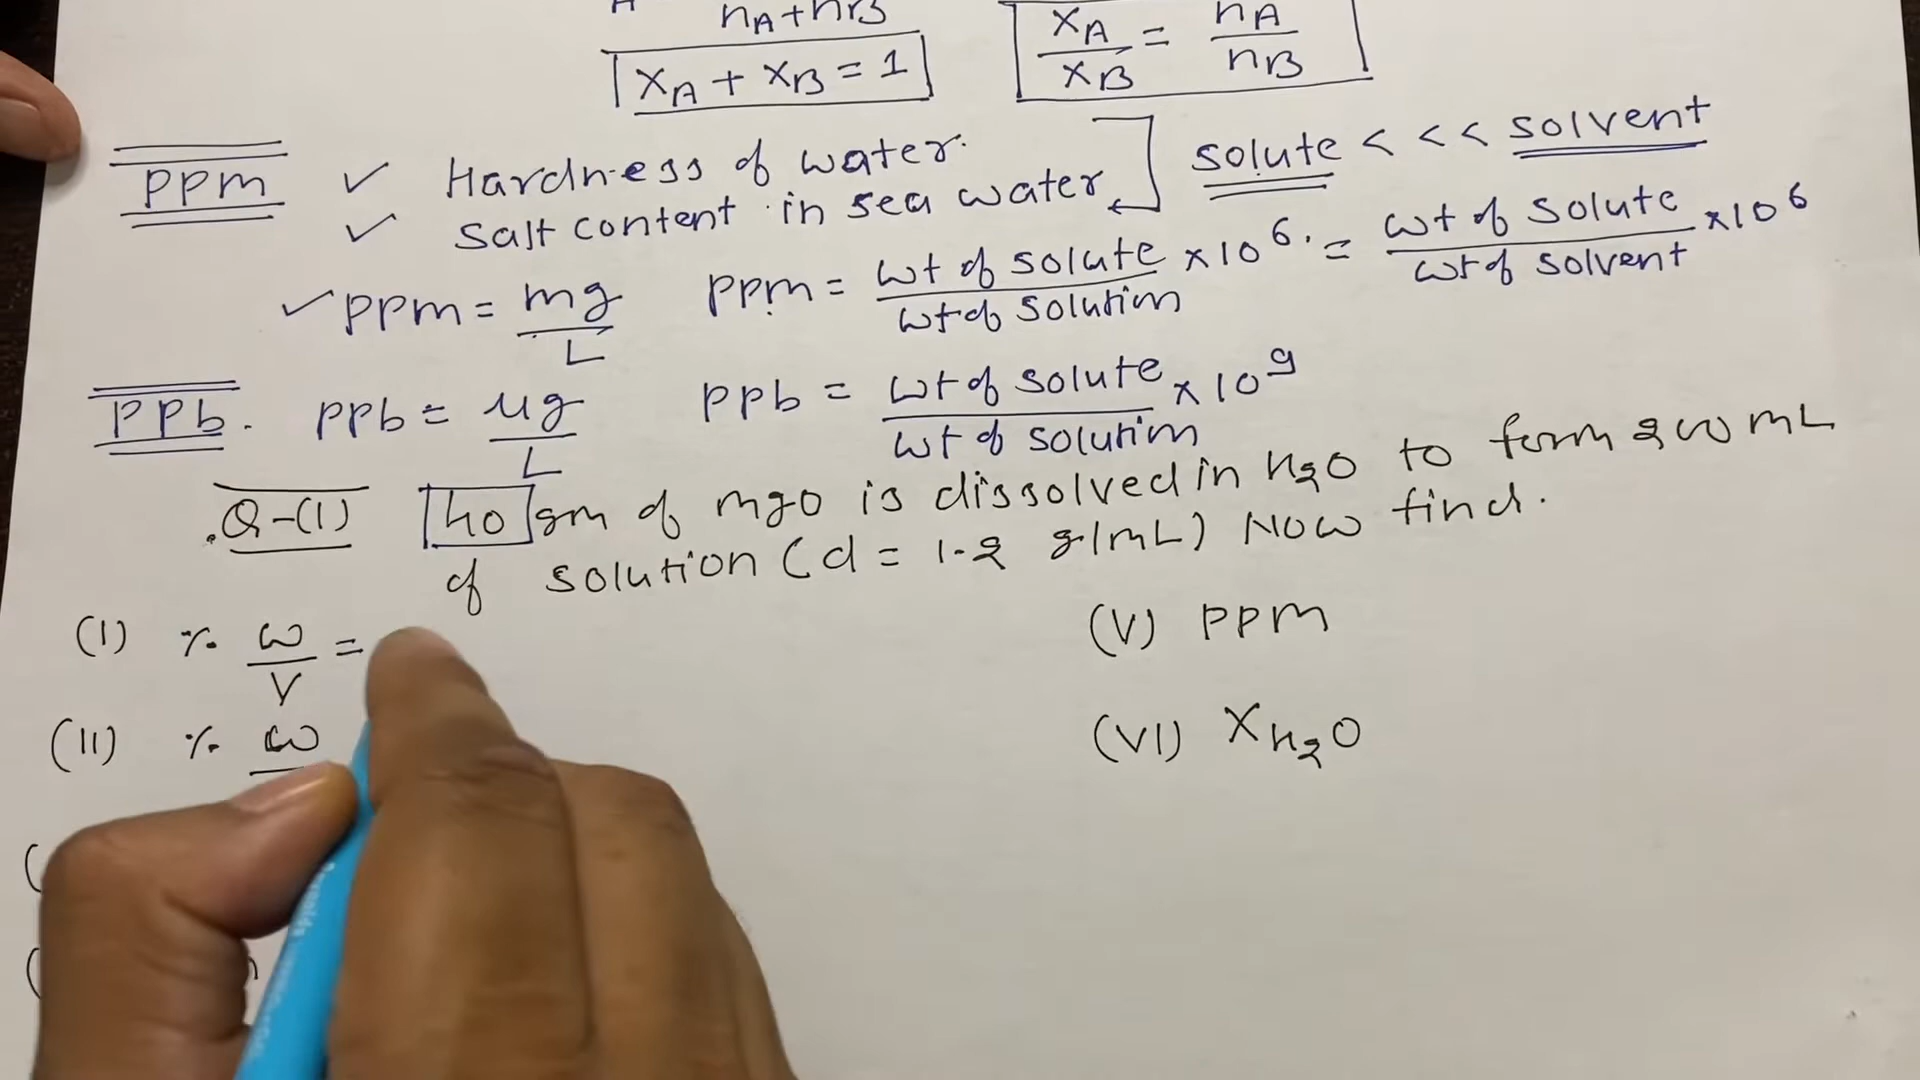 nA+nB
xA + xB = 1
xA/xB = nA/nB
PPm ✓ Hardness of water.
✓ Salt content in sea water
solute < < < solvent
✓ PPm = mg/L PPm = wt of solute/wt of solution ×10⁶. = wt of solute/wt of solvent ×10⁶
PPb. PPb = μg/L PPb = wt of solute/wt of solution ×10⁹
.Q-(1) 40 gm of mgo is dissolved in H2O to form 200 mL
of solution (d = 1.2 g/mL) Now find.
(I) % w/V =
(II) % w
(V) PPm
(VI) XH2O